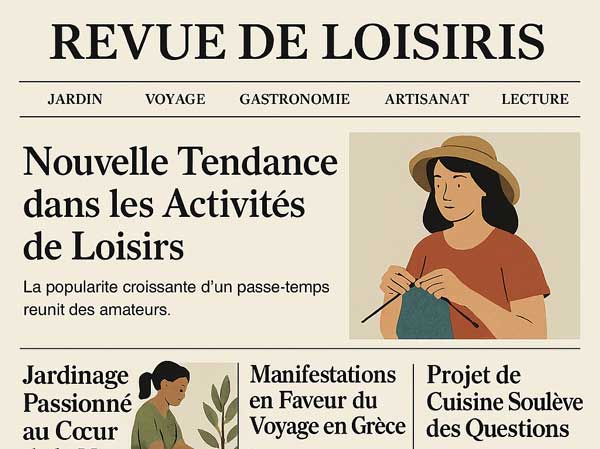 REVUE DE LOISIRIS
JARDIN VOYAGE GASTRONOMIE ARTISANAT LECTURE
Nouvelle Tendance
dans les Activités
de Loisirs
La popularite croissante d'un passe-temps
reunit des amateurs.
Jardinage
Passionné
au Cœur
Manifestations
en Faveur du
Voyage en Grèce
Projet de
Cuisine Soulève
des Questions